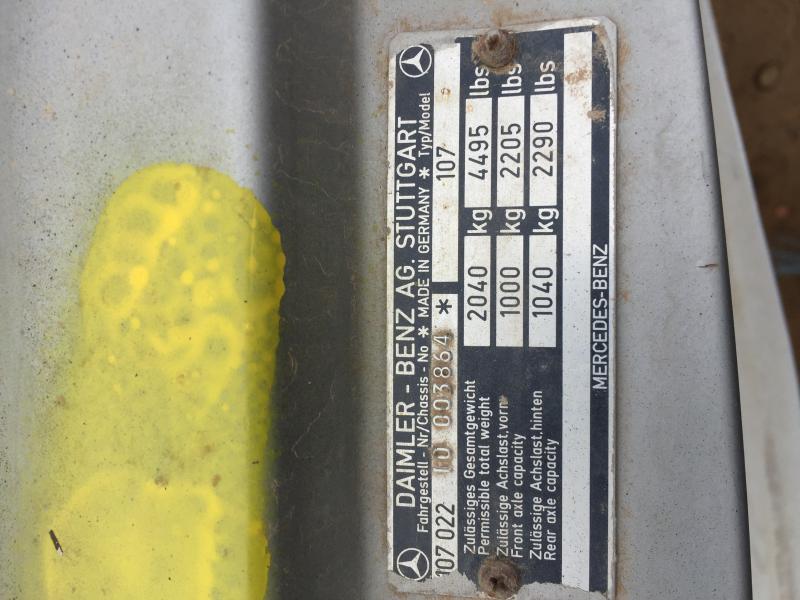 DAIMLER - BENZ AG. STUTTGART
Fahrgestell - Nr/Chassis - No * MADE IN GERMANY * Typ/Model
107 022 10 003864 * 107
Zulässiges Gesamtgewicht
Permissible total weight 2040 kg 4495 lbs
Zulässige Achslast,vorn
Front axle capacity 1000 kg 2205 lbs
Zulässige Achslast,hinten
Rear axle capacity 1040 kg 2290 lbs
MERCEDES-BENZ